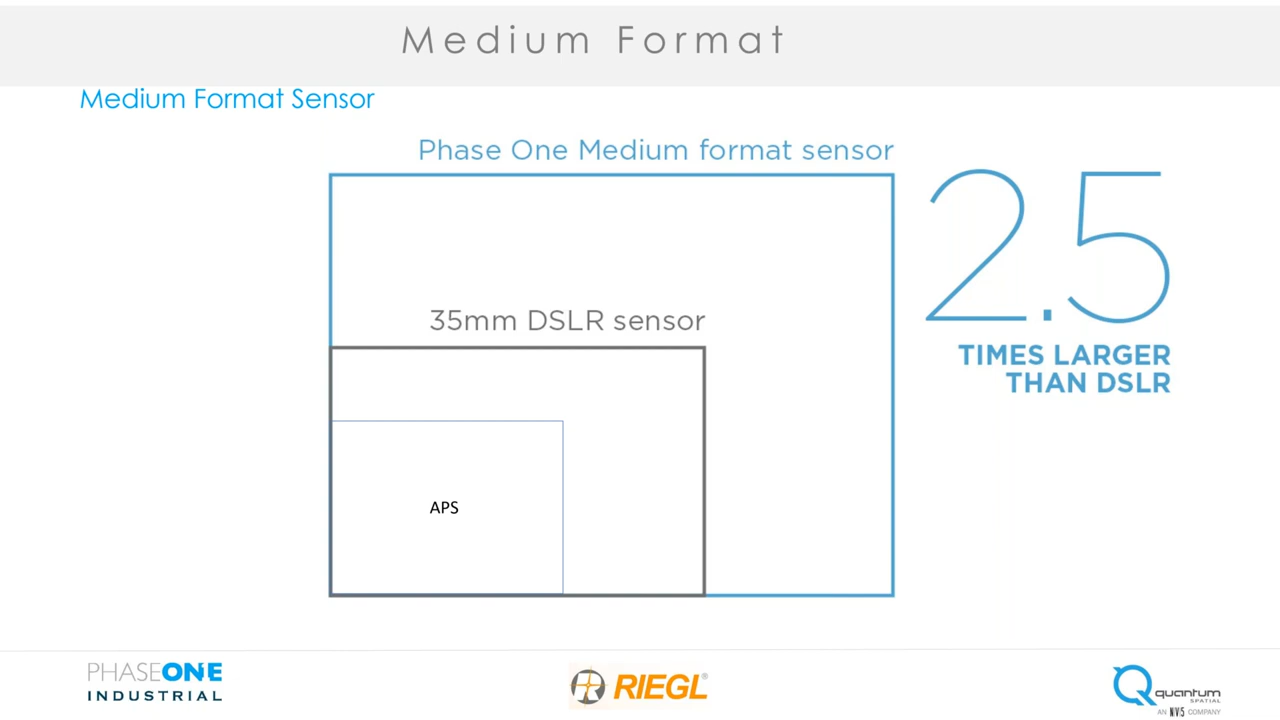 Medium Format
Medium Format Sensor
Phase One Medium format sensor
2.5
TIMES LARGER
THAN DSLR
35mm DSLR sensor
APS
PHASEONE
INDUSTRIAL
RIEGL®
quantum
SPATIAL
AN NV5 COMPANY